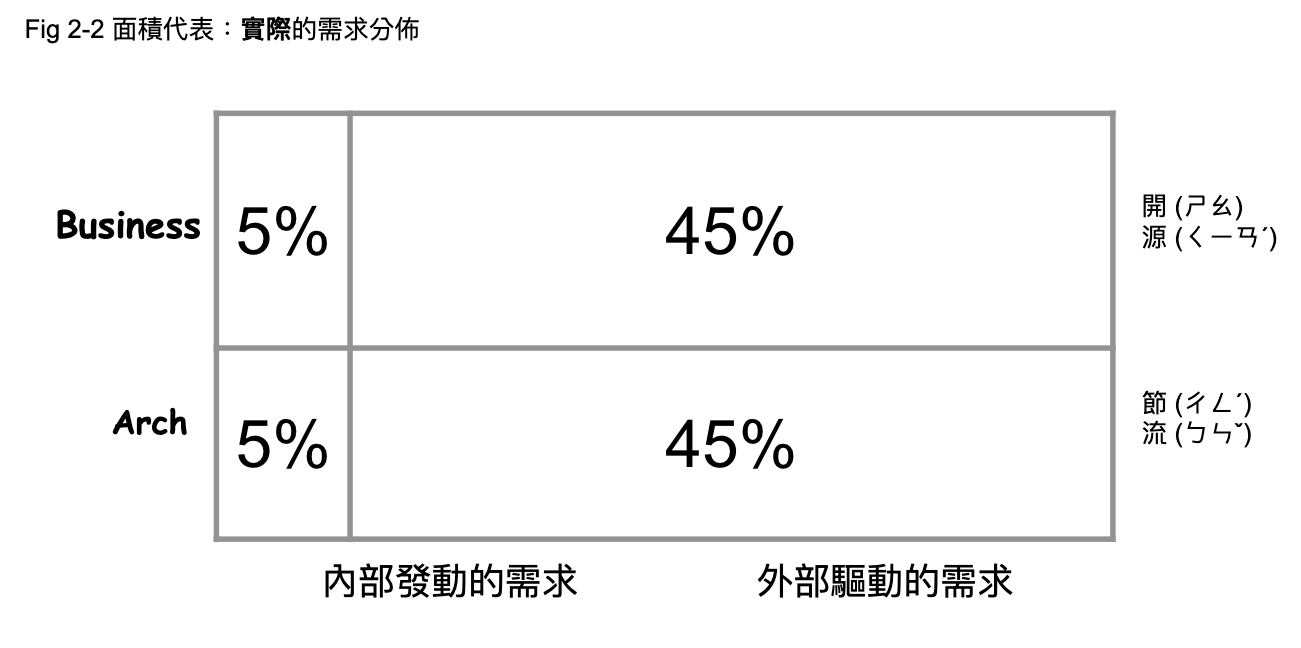 Fig 2-2 面積代表：實際的需求分佈
Business
5%
45%
開 (ㄕㄠ)
源 (ㄑㄧㄢˊ)
Arch
5%
45%
節 (ㄔㄥˊ)
流 (ㄅㄣˇ)
內部發動的需求
外部驅動的需求